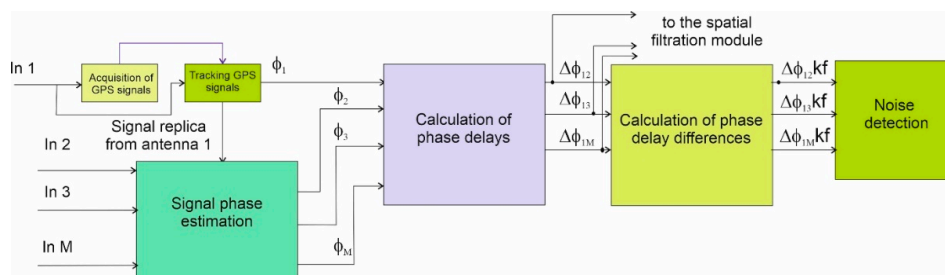 to the spatial
filtration module
In 1
Acquisition of
GPS signals
Tracking GPS
signals
ϕ₁
ϕ₂
ϕ₃
ϕM
Signal replica
from antenna 1
In 2
In 3
In M
Signal phase
estimation
Calculation of
phase delays
Δϕ₁₂
Δϕ₁₃
Δϕ₁M
Calculation of phase
delay differences
Δϕ₁₂kf
Δϕ₁₃kf
Δϕ₁Mkf
Noise
detection